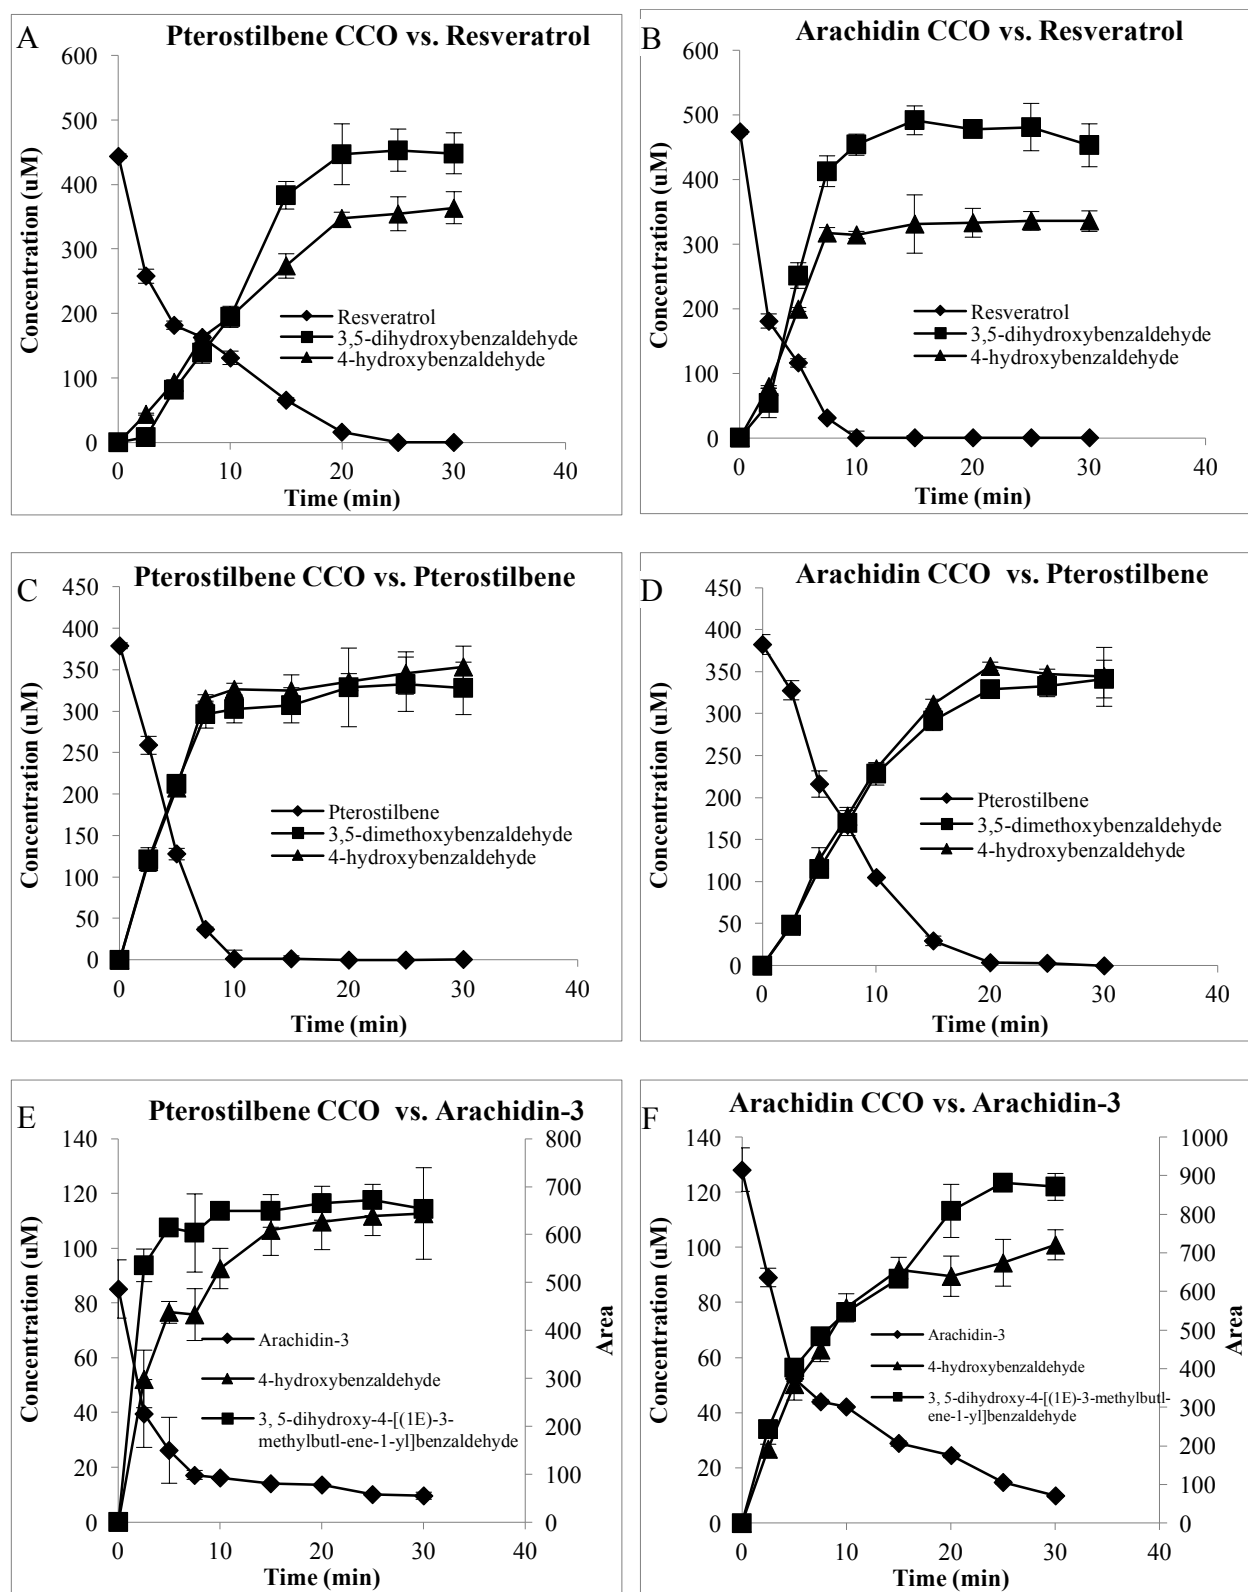 A
Pterostilbene CCO vs. Resveratrol
600
500
400
300
200
100
0
Concentration (uM)
Resveratrol
3,5-dihydroxybenzaldehyde
4-hydroxybenzaldehyde
0 10 20 30 40
Time (min)
B
Arachidin CCO vs. Resveratrol
600
500
400
300
200
100
0
Concentration (uM)
Resveratrol
3,5-dihydroxybenzaldehyde
4-hydroxybenzaldehyde
0 10 20 30 40
Time (min)
C
Pterostilbene CCO vs. Pterostilbene
450
400
350
300
250
200
150
100
50
0
Concentration (uM)
Pterostilbene
3,5-dimethoxybenzaldehyde
4-hydroxybenzaldehyde
0 10 20 30 40
Time (min)
D
Arachidin CCO vs. Pterostilbene
450
400
350
300
250
200
150
100
50
0
Concentration (uM)
Pterostilbene
3,5-dimethoxybenzaldehyde
4-hydroxybenzaldehyde
0 10 20 30 40
Time (min)
E
Pterostilbene CCO vs. Arachidin-3
140
120
100
80
60
40
20
0
Concentration (uM)
800
700
600
500
400
300
200
100
0
Area
Arachidin-3
4-hydroxybenzaldehyde
3, 5-dihydroxy-4-[(1E)-3-
methylbutl-ene-1-yl]benzaldehyde
0 10 20 30 40
Time (min)
F
Arachidin CCO vs. Arachidin-3
140
120
100
80
60
40
20
0
Concentration (uM)
1000
900
800
700
600
500
400
300
200
100
0
Area
Arachidin-3
4-hydroxybenzaldehyde
3, 5-dihydroxy-4-[(1E)-3-methylbutl-
ene-1-yl]benzaldehyde
0 10 20 30 40
Time (min)